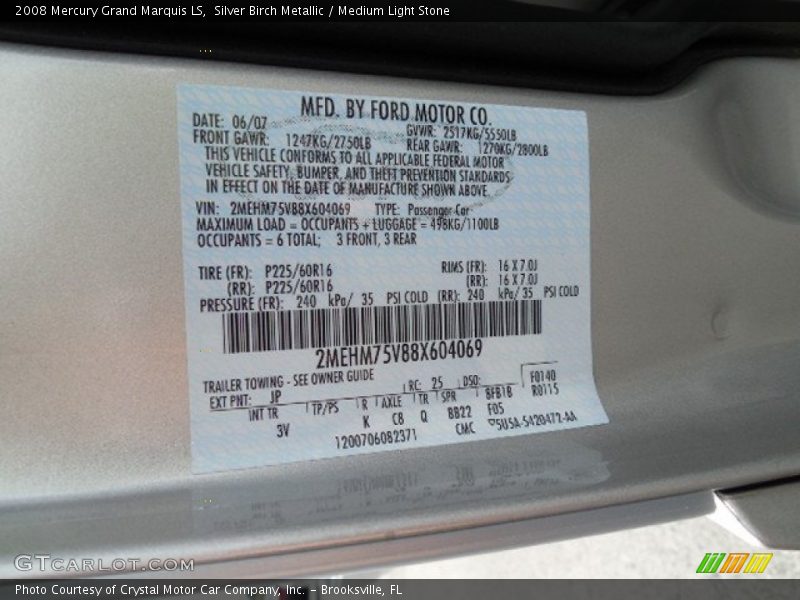 2008 Mercury Grand Marquis LS,  Silver Birch Metallic / Medium Light Stone
MFD. BY FORD MOTOR CO.
DATE: 06/07 GVWR: 2517KG/5550LB
FRONT GAWR: 1247KG/2750LB REAR GAWR: 1270KG/2800LB
THIS VEHICLE CONFORMS TO ALL APPLICABLE FEDERAL MOTOR
VEHICLE SAFETY, BUMPER, AND THEFT PREVENTION STANDARDS
IN EFFECT ON THE DATE OF MANUFACTURE SHOWN ABOVE.
VIN: 2MEHM75V88X604069 TYPE: Passenger Car
MAXIMUM LOAD = OCCUPANTS + LUGGAGE = 498KG/1100LB
OCCUPANTS = 6 TOTAL; 3 FRONT, 3 REAR
TIRE (FR): P225/60R16 RIMS (FR): 16 X 7.0J
(RR): P225/60R16 (RR): 16 X 7.0J
PRESSURE (FR): 240 kPa/ 35 PSI COLD (RR): 240 kPa/ 35 PSI COLD
2MEHM75V88X604069
TRAILER TOWING - SEE OWNER GUIDE
EXT PNT: JP RC: 25 DSO: F0140
INT TR TP/PS R AXLE TR SPR 8FB1B R0115
3V K C8 Q BB22 F05
1200706082371 CMC 5U5A-5420472-AA
GTCARLOT.COM
Photo Courtesy of Crystal Motor Car Company, Inc. – Brooksville, FL